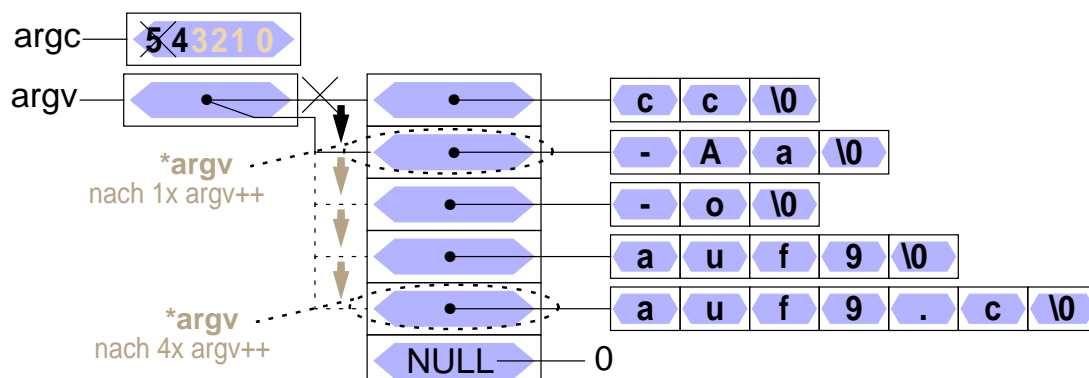 argc 5 4 3 2 1 0
argv c c \0
*argv - A a \0
nach 1x argv++
- o \0
a u f 9 \0
*argv a u f 9 . c \0
nach 4x argv++
NULL 0